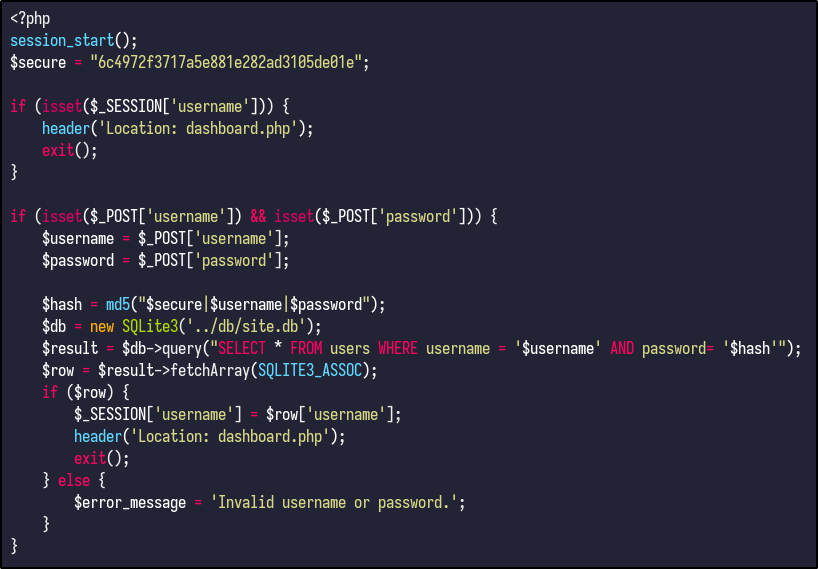 <?php
session_start();
$secure = "6c4972f3717a5e881e282ad3105de01e";

if (isset($_SESSION['username'])) {
    header('Location: dashboard.php');
    exit();
}

if (isset($_POST['username']) && isset($_POST['password'])) {
    $username = $_POST['username'];
    $password = $_POST['password'];

    $hash = md5("$secure|$username|$password");
    $db = new SQLite3('../db/site.db');
    $result = $db->query("SELECT * FROM users WHERE username = '$username' AND password= '$hash'");
    $row = $result->fetchArray(SQLITE3_ASSOC);
    if ($row) {
        $_SESSION['username'] = $row['username'];
        header('Location: dashboard.php');
        exit();
    } else {
        $error_message = 'Invalid username or password.';
    }
}